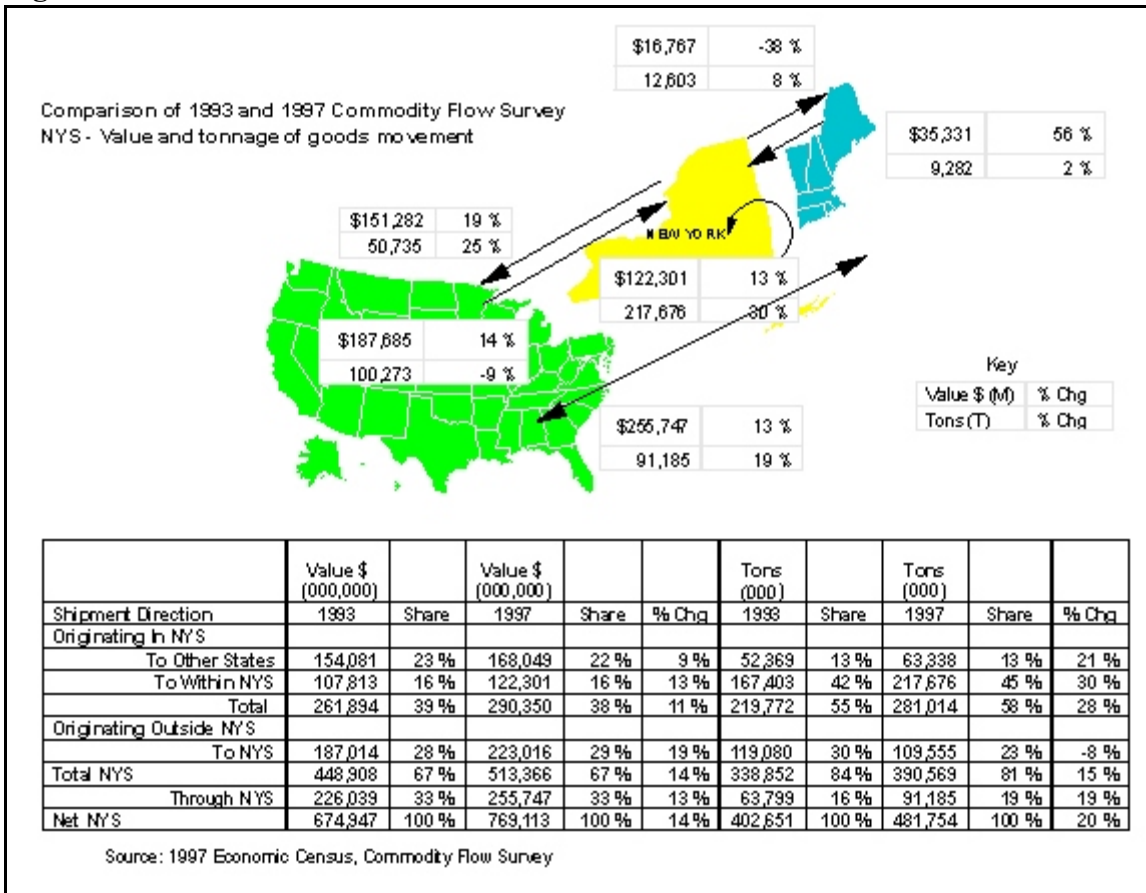 $16,767 -38 %
12,603 8 %
Comparison of 1993 and 1997 Commodity Flow Survey
NYS - Value and tonnage of goods movement
$35,331 56 %
9,282 2 %
$151,282 19 %
50,735 25 %
NEW YORK
$122,301 13 %
217,676 30 %
$187,685 14 %
100,273 -9 %
Key
Value $ (M) % Chg
Tons (T) % Chg
$255,747 13 %
91,185 19 %
Value $ Value $ Tons Tons
(000,000) (000,000) (000) (000)
Shipment Direction 1993 Share 1997 Share % Chg 1993 Share 1997 Share % Chg
Originating In NYS
To Other States 154,081 23 % 168,049 22 % 9 % 52,369 13 % 63,338 13 % 21 %
To Within NYS 107,813 16 % 122,301 16 % 13 % 167,403 42 % 217,676 45 % 30 %
Total 261,894 39 % 290,350 38 % 11 % 219,772 55 % 281,014 58 % 28 %
Originating Outside NYS
To NYS 187,014 28 % 223,016 29 % 19 % 119,080 30 % 109,555 23 % -8 %
Total NYS 448,908 67 % 513,366 67 % 14 % 338,852 84 % 390,569 81 % 15 %
Through NYS 226,039 33 % 255,747 33 % 13 % 63,799 16 % 91,185 19 % 19 %
Net NYS 674,947 100 % 769,113 100 % 14 % 402,651 100 % 481,754 100 % 20 %
Source: 1997 Economic Census, Commodity Flow Survey